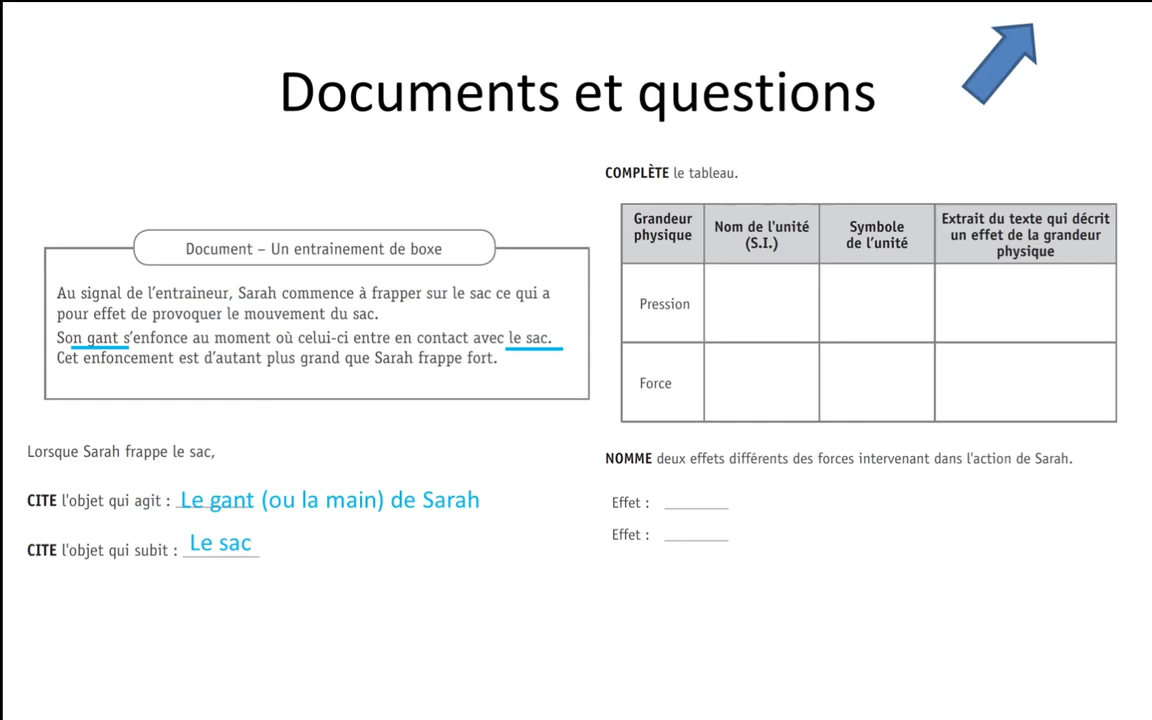 Documents et questions
Document – Un entrainement de boxe
Au signal de l'entraineur, Sarah commence à frapper sur le sac ce qui a
pour effet de provoquer le mouvement du sac.
Son gant s'enfonce au moment où celui-ci entre en contact avec le sac.
Cet enfoncement est d'autant plus grand que Sarah frappe fort.
Lorsque Sarah frappe le sac,
CITE l'objet qui agit : Le gant (ou la main) de Sarah
CITE l'objet qui subit : Le sac
COMPLÈTE le tableau.
Grandeur
physique
Nom de l'unité
(S.I.)
Symbole
de l'unité
Extrait du texte qui décrit
un effet de la grandeur
physique
Pression
Force
NOMME deux effets différents des forces intervenant dans l'action de Sarah.
Effet :
Effet :